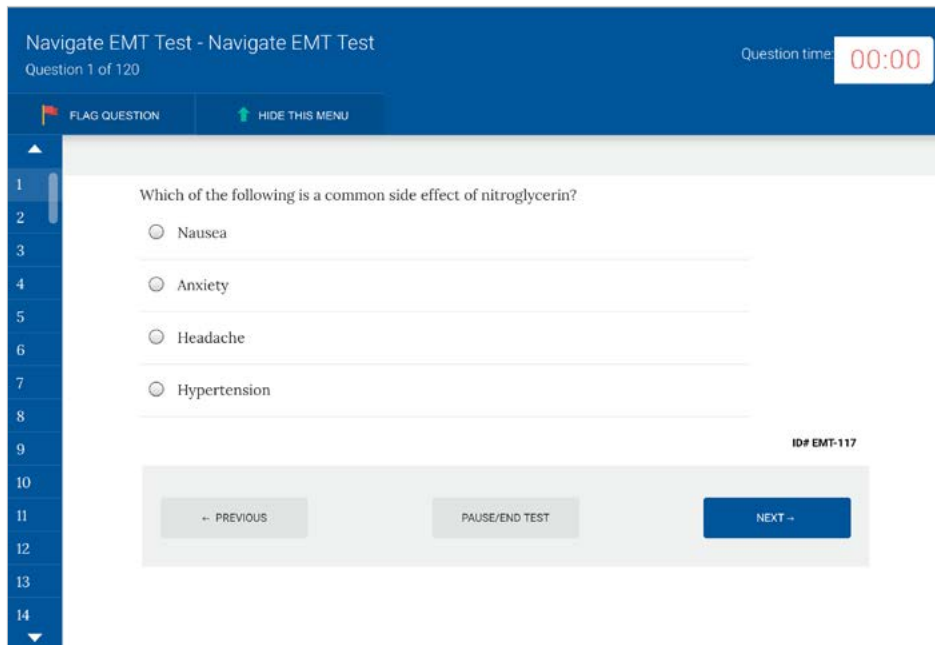 Navigate EMT Test - Navigate EMT Test
Question 1 of 120
Question time:
00:00
FLAG QUESTION
HIDE THIS MENU
1
2
3
4
5
6
7
8
9
10
11
12
13
14
Which of the following is a common side effect of nitroglycerin?
Nausea
Anxiety
Headache
Hypertension
ID# EMT-117
← PREVIOUS
PAUSE/END TEST
NEXT →